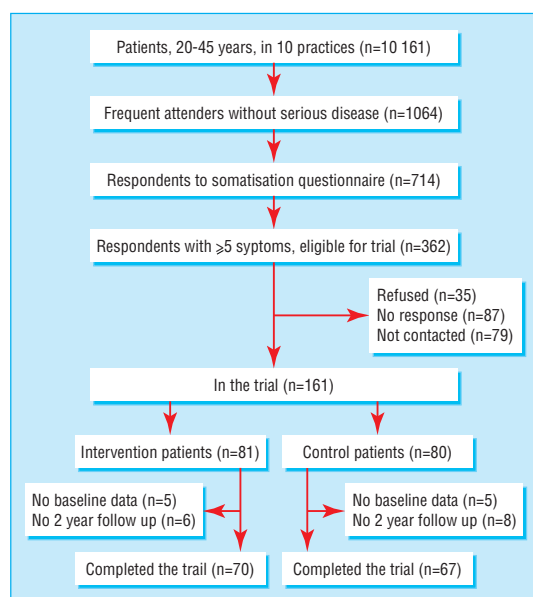 Patients, 20-45 years, in 10 practices (n=10 161)
Frequent attenders without serious disease (n=1064)
Respondents to somatisation questionnaire (n=714)
Respondents with ⩾5 syptoms, eligible for trial (n=362)
Refused (n=35)
No response (n=87)
Not contacted (n=79)
In the trial (n=161)
Intervention patients (n=81)
Control patients (n=80)
No baseline data (n=5)
No 2 year follow up (n=6)
No baseline data (n=5)
No 2 year follow up (n=8)
Completed the trail (n=70)
Completed the trial (n=67)